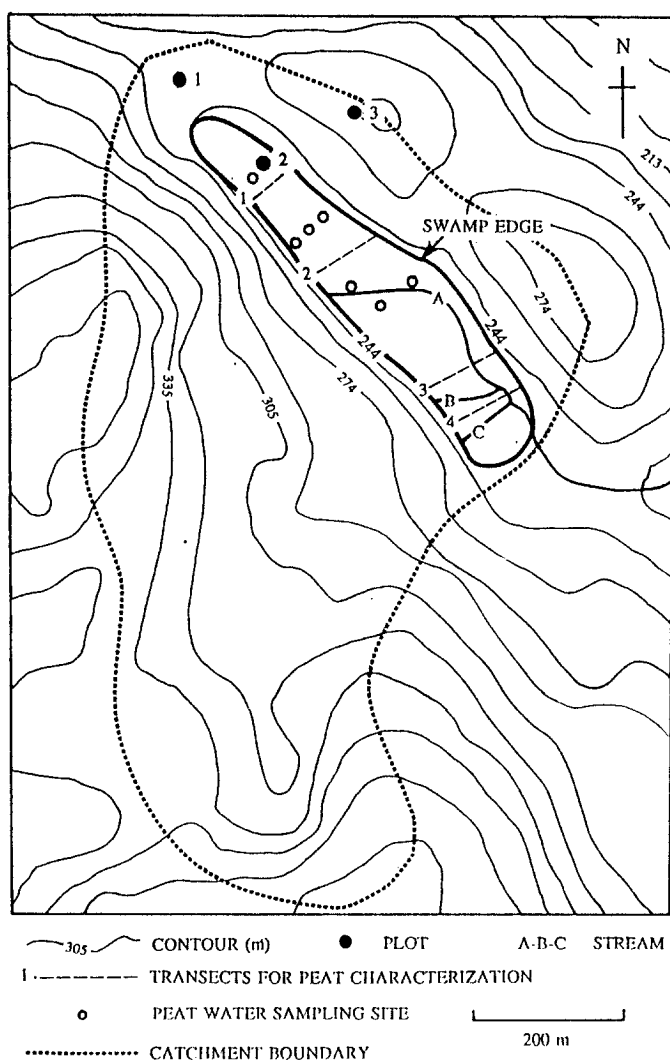 N
1
3
213
244
2
1
SWAMP EDGE
2
A
274
244
244
335
305
274
3
B
4
C
305 CONTOUR (m) PLOT A-B-C STREAM
1 TRANSECTS FOR PEAT CHARACTERIZATION
PEAT WATER SAMPLING SITE
200 m
CATCHMENT BOUNDARY